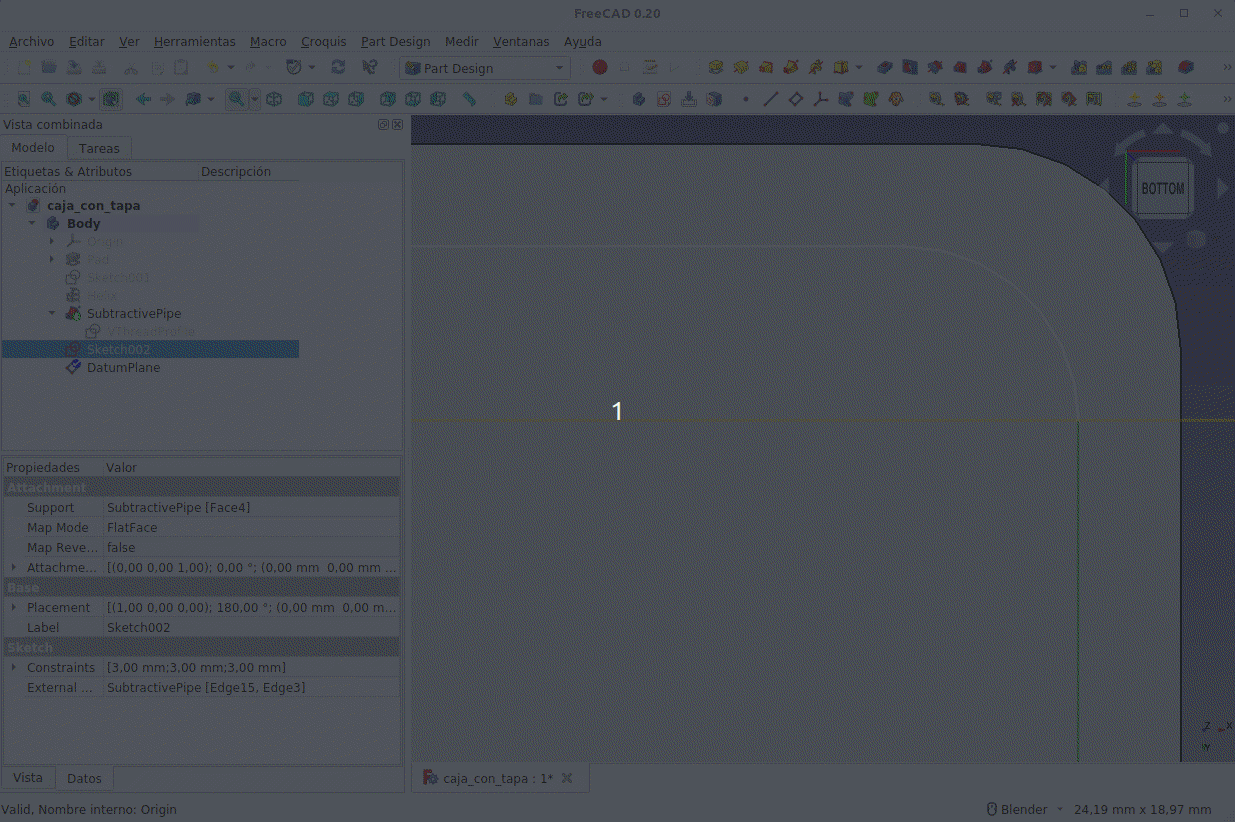 FreeCAD 0.20
Archivo Editar Ver Herramientas Macro Croquis Part Design Medir Ventanas Ayuda
Part Design
Vista combinada
Modelo Tareas
Etiquetas & Atributos Descripción
Aplicación
caja_con_tapa
Body
Origin
Pad
Sketch001
Helix
SubtractivePipe
VThreadProfile
Sketch002
DatumPlane
Propiedades Valor
Attachment
Support SubtractivePipe [Face4]
Map Mode FlatFace
Map Reve... false
Attachme... [(0,00 0,00 1,00); 0,00 °; (0,00 mm 0,00 mm ...
Base
Placement [(1,00 0,00 0,00); 180,00 °; (0,00 mm 0,00 m...
Label Sketch002
Sketch
Constraints [3,00 mm;3,00 mm;3,00 mm]
External ... SubtractivePipe [Edge15, Edge3]
Vista Datos
BOTTOM
1
Z X
Y
caja_con_tapa : 1*
Valid, Nombre interno: Origin
Blender 24,19 mm x 18,97 mm